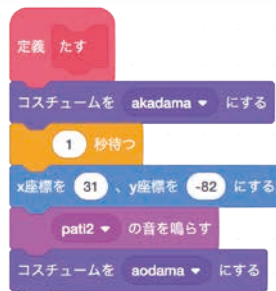 定義 たす
コスチュームを akadama にする
1 秒待つ
x座標を 31 、y座標を -82 にする
pati2 の音を鳴らす
コスチュームを aodama にする